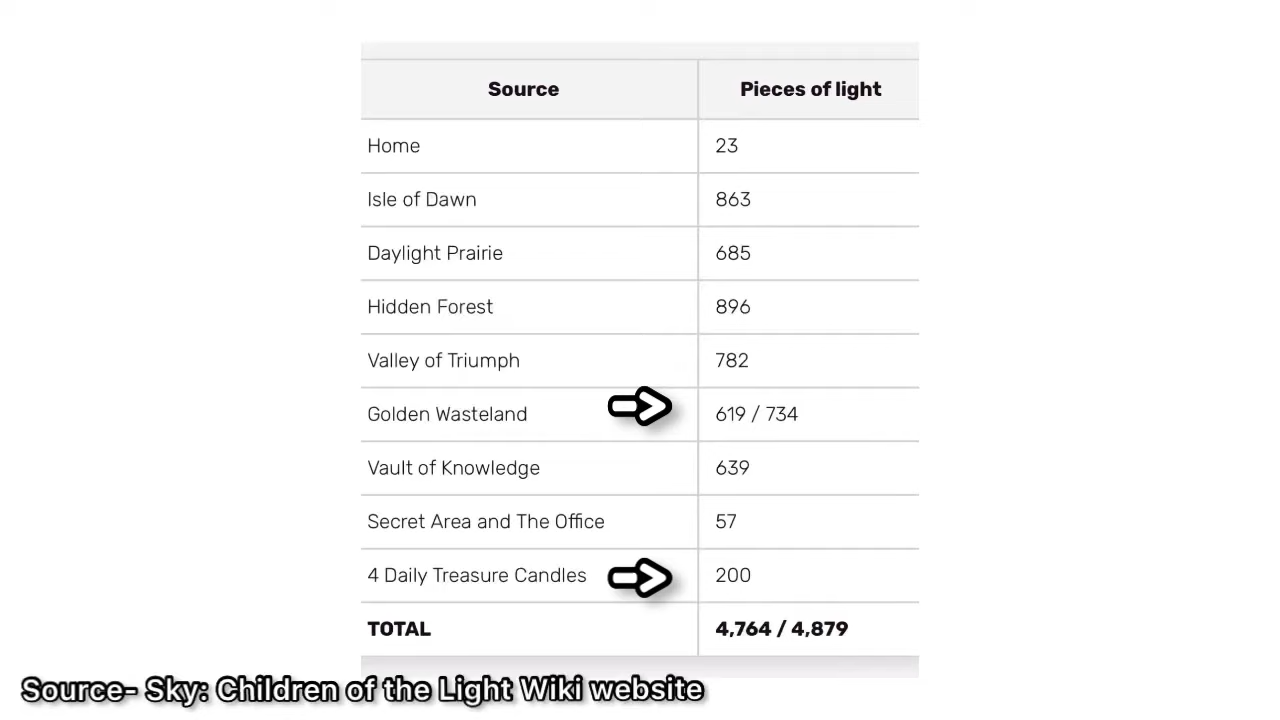 Source Pieces of light
Home 23
Isle of Dawn 863
Daylight Prairie 685
Hidden Forest 896
Valley of Triumph 782
Golden Wasteland 619 / 734
Vault of Knowledge 639
Secret Area and The Office 57
4 Daily Treasure Candles 200
TOTAL 4,764 / 4,879
Source- Sky: Children of the Light Wiki website